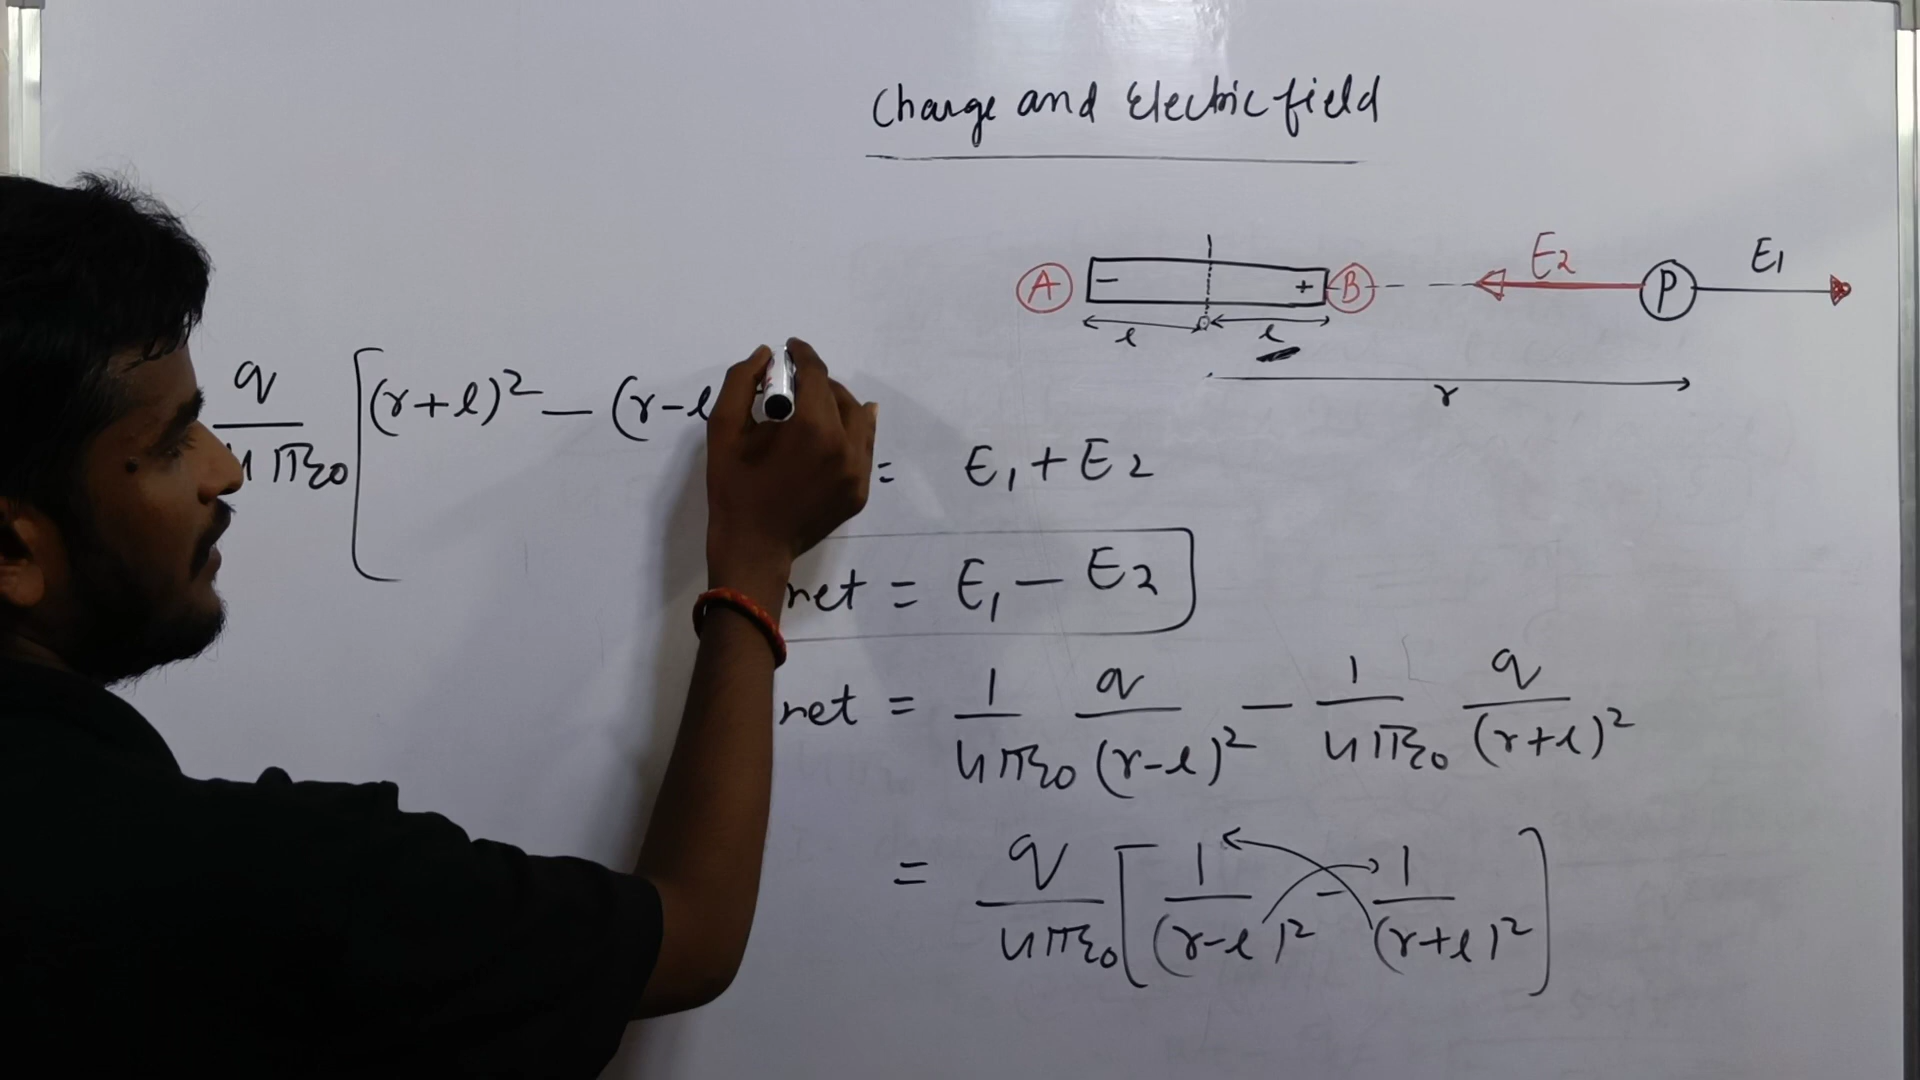 Charge and Electric field
A - + B E2 P E1
l l
r
= E1 + E2
net = E1 - E2
net = 1/4πε0 q/(r-l)² - 1/4πε0 q/(r+l)²
= q/4πε0 [1/(r-l)² - 1/(r+l)²]
q/4πε0 [(r+l)² - (r-l